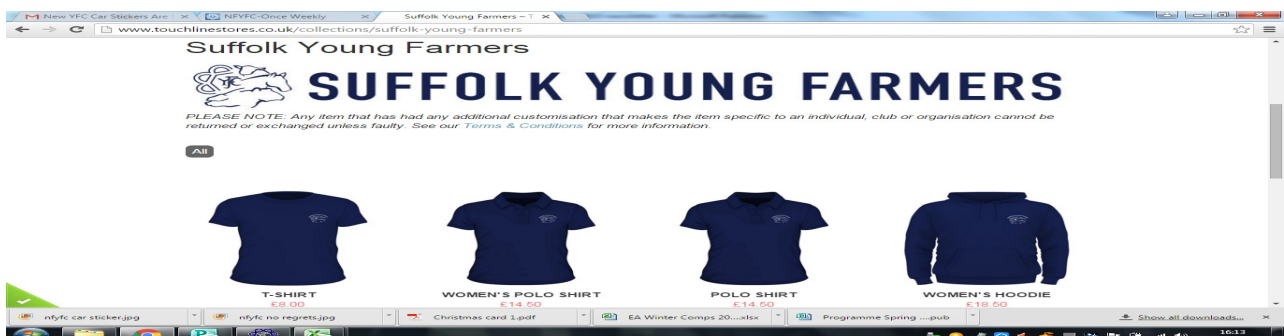 New YFC Car Stickers Are
NFYFC-Once Weekly
Suffolk Young Farmers – T
www.touchlinestores.co.uk/collections/suffolk-young-farmers
Suffolk Young Farmers
SUFFOLK YOUNG FARMERS
PLEASE NOTE: Any item that has had any additional customisation that makes the item specific to an individual, club or organisation cannot be
returned or exchanged unless faulty. See our Terms & Conditions for more information.
All
T-SHIRT
£8.00
WOMEN'S POLO SHIRT
£14.50
POLO SHIRT
£14.50
WOMEN'S HOODIE
£18.50
nfyfc car sticker.jpg
nfyfc no regrets.jpg
Christmas card 1.pdf
EA Winter Comps 20....xlsx
Programme Spring ....pub
Show all downloads...
16:13